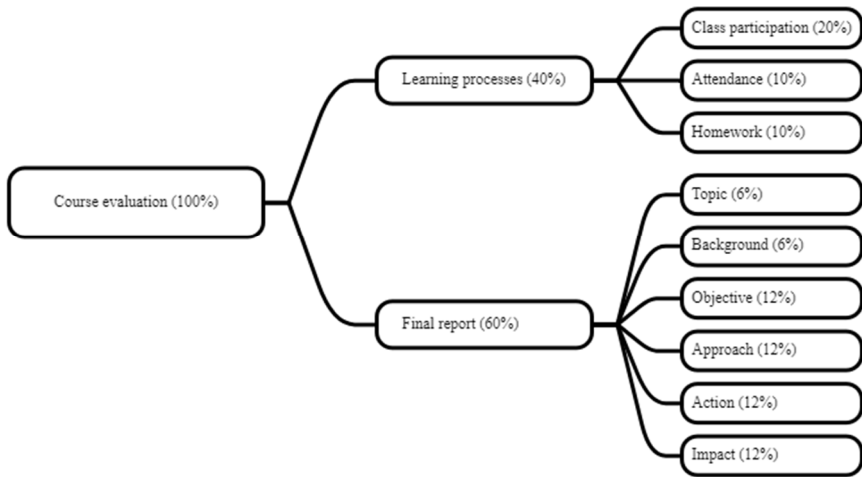 Course evaluation (100%)
Learning processes (40%)
Class participation (20%)
Attendance (10%)
Homework (10%)
Final report (60%)
Topic (6%)
Background (6%)
Objective (12%)
Approach (12%)
Action (12%)
Impact (12%)